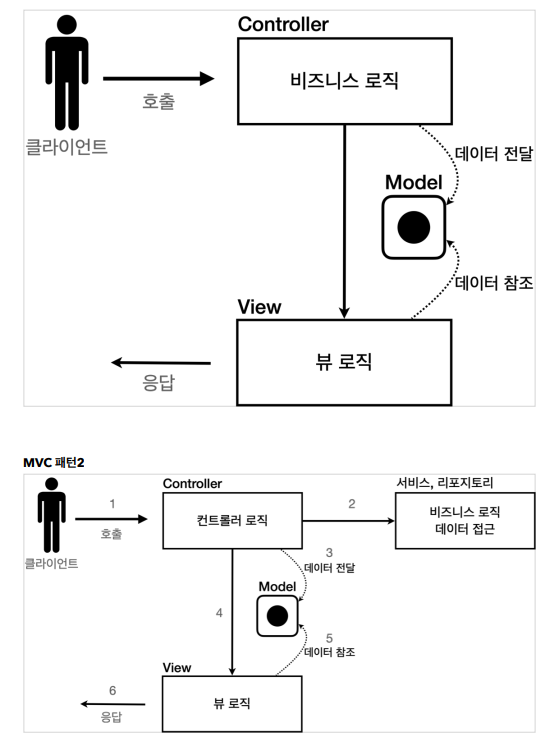 Controller
비즈니스 로직
호출
클라이언트
데이터 전달
Model
데이터 참조
View
뷰 로직
응답
MVC 패턴2
Controller
서비스, 리포지토리
1
호출
컨트롤러 로직
2
비즈니스 로직
데이터 접근
클라이언트
3
데이터 전달
Model
4
5
데이터 참조
View
6
응답
뷰 로직